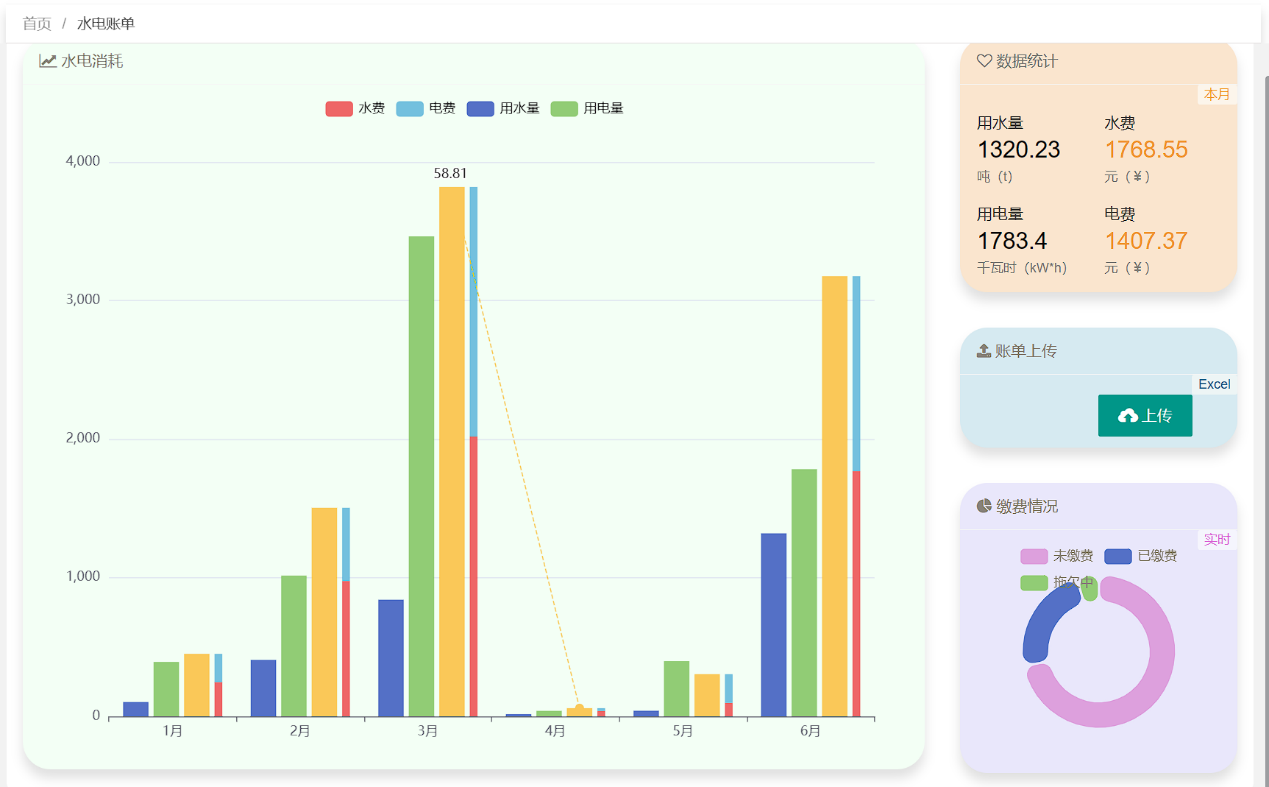 首页 / 水电账单
水电消耗
水费 电费 用水量 用电量
4,000
3,000
2,000
1,000
0
58.81
1月 2月 3月 4月 5月 6月
数据统计
本月
用水量 水费
1320.23 1768.55
吨（t） 元（¥）
用电量 电费
1783.4 1407.37
千瓦时（kW*h） 元（¥）
账单上传
Excel
上传
缴费情况
实时
未缴费 已缴费
拖欠中